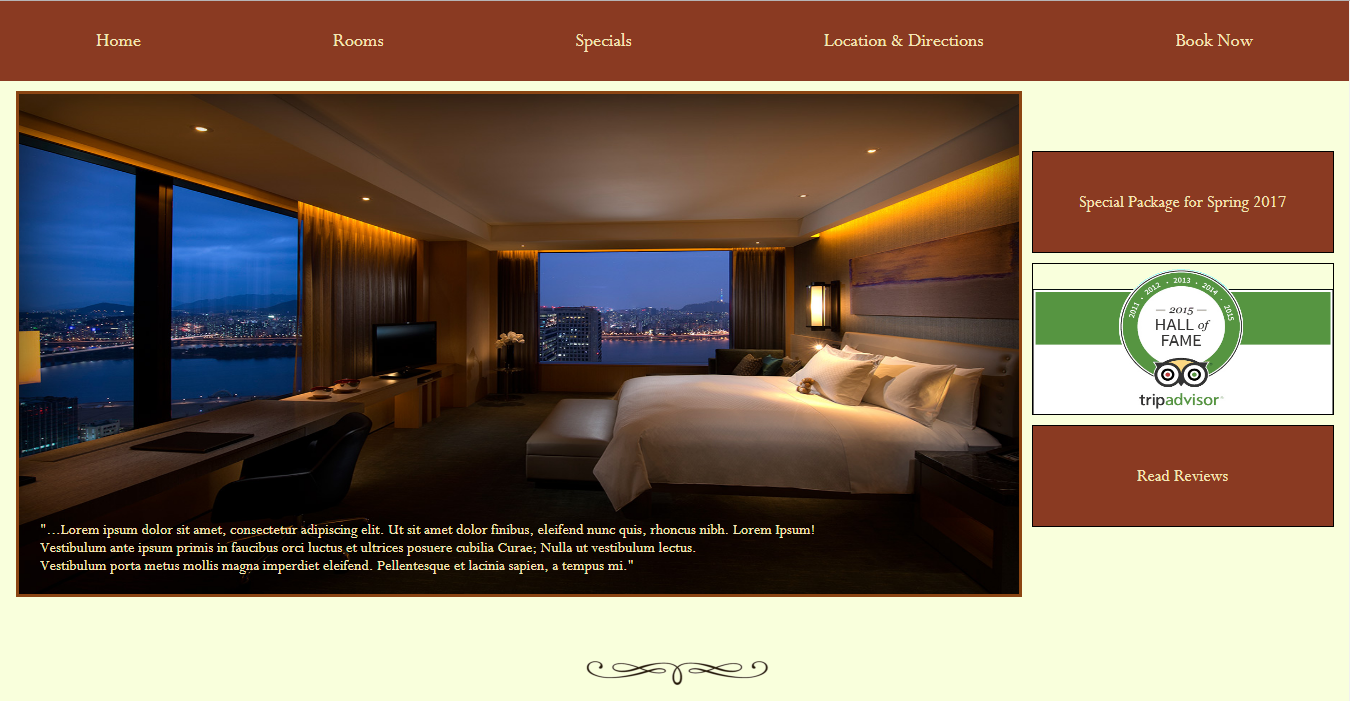 Home
Rooms
Specials
Location & Directions
Book Now
Special Package for Spring 2017
2011 • 2012 • 2013 • 2014 • 2015
— 2015 —
HALL of
FAME
tripadvisor
Read Reviews
"...Lorem ipsum dolor sit amet, consectetur adipiscing elit. Ut sit amet dolor finibus, eleifend nunc quis, rhoncus nibh. Lorem Ipsum!
Vestibulum ante ipsum primis in faucibus orci luctus et ultrices posuere cubilia Curae; Nulla ut vestibulum lectus.
Vestibulum porta metus mollis magna imperdiet eleifend. Pellentesque et lacinia sapien, a tempus mi."